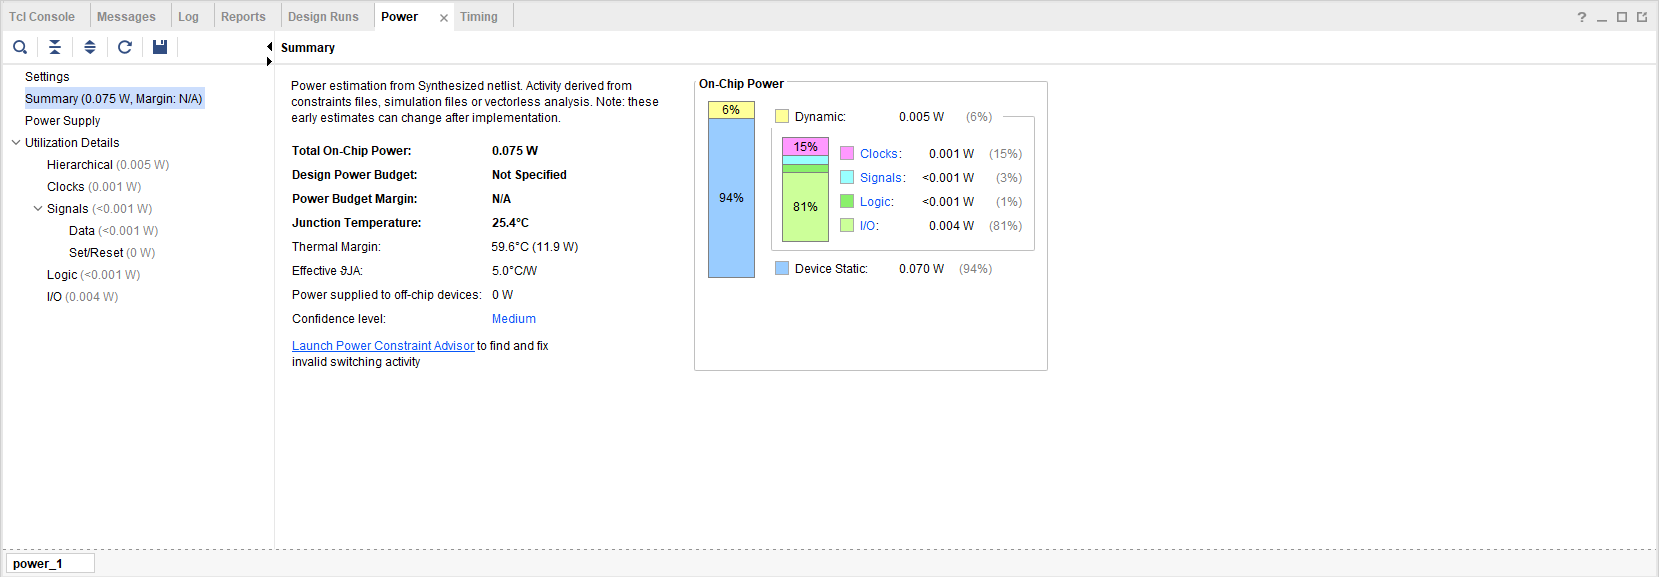 Tcl Console Messages Log Reports Design Runs Power × Timing ?
Summary
Settings
Summary (0.075 W, Margin: N/A)
Power Supply
Utilization Details
Hierarchical (0.005 W)
Clocks (0.001 W)
Signals (<0.001 W)
Data (<0.001 W)
Set/Reset (0 W)
Logic (<0.001 W)
I/O (0.004 W)
Power estimation from Synthesized netlist. Activity derived from
constraints files, simulation files or vectorless analysis. Note: these
early estimates can change after implementation.
Total On-Chip Power: 0.075 W
Design Power Budget: Not Specified
Power Budget Margin: N/A
Junction Temperature: 25.4°C
Thermal Margin: 59.6°C (11.9 W)
Effective ϑJA: 5.0°C/W
Power supplied to off-chip devices: 0 W
Confidence level: Medium
Launch Power Constraint Advisor to find and fix
invalid switching activity
On-Chip Power
6%
94%
Dynamic: 0.005 W (6%)
15%
81%
Clocks: 0.001 W (15%)
Signals: <0.001 W (3%)
Logic: <0.001 W (1%)
I/O: 0.004 W (81%)
Device Static: 0.070 W (94%)
power_1